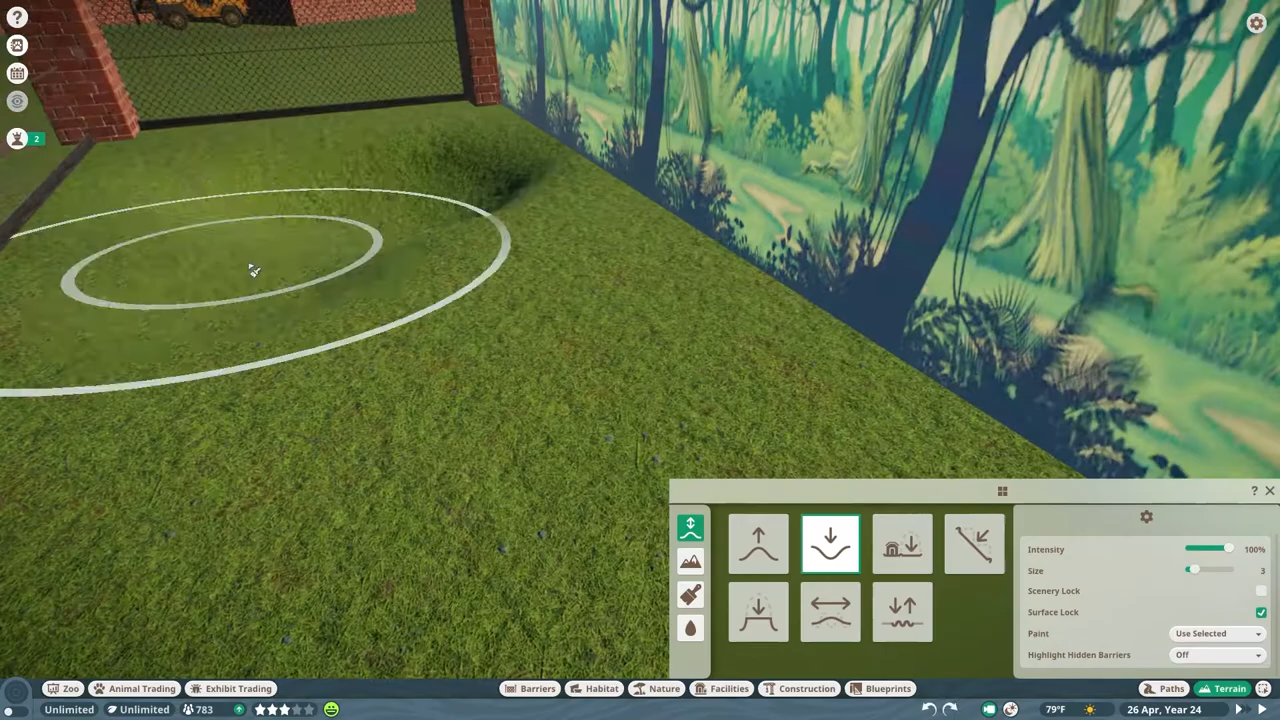 ?
2
?
Intensity 100%
Size 3
Scenery Lock
Surface Lock
Paint Use Selected
Highlight Hidden Barriers Off
Zoo Animal Trading Exhibit Trading Barriers Habitat Nature Facilities Construction Blueprints Paths Terrain
Unlimited Unlimited 783 79°F 26 Apr, Year 24